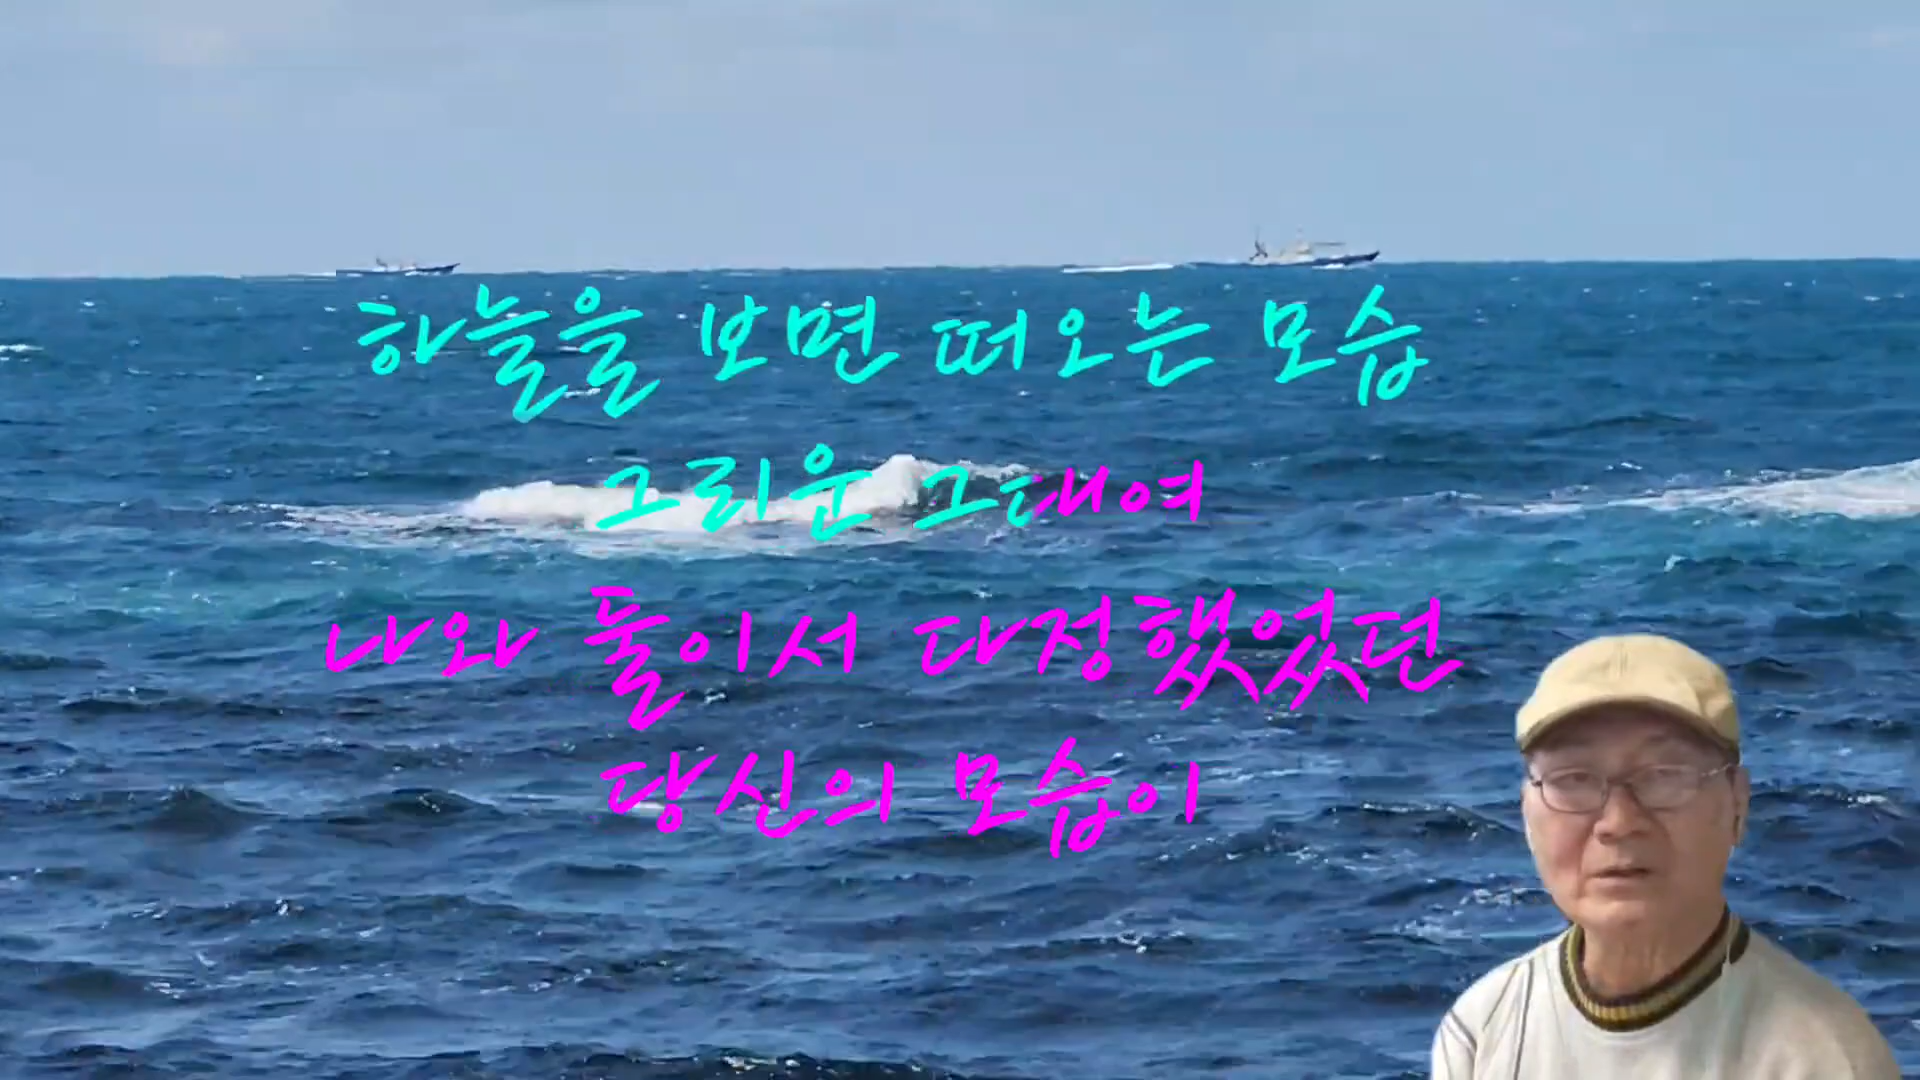 하늘을 보면 떠오는 모습
그리운 그대여
나와 둘이서 다정했었던
당신의 모습이